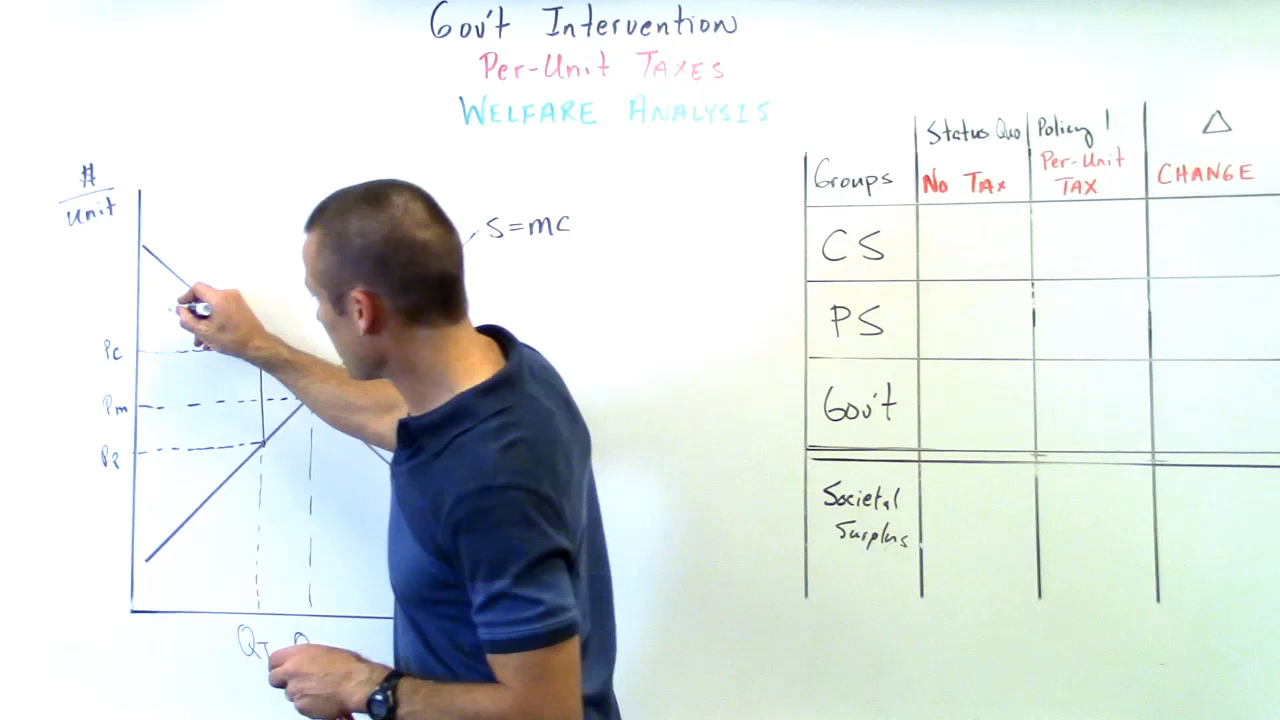 Gov't Intervention
Per-Unit Taxes
Welfare Analysis
$
Unit
S=MC
Pc
Pm
Pp
QT
Groups
Status Quo
No Tax
Policy 1
Per-Unit
Tax
Δ
CHANGE
CS
PS
Gov't
Societal
Surplus